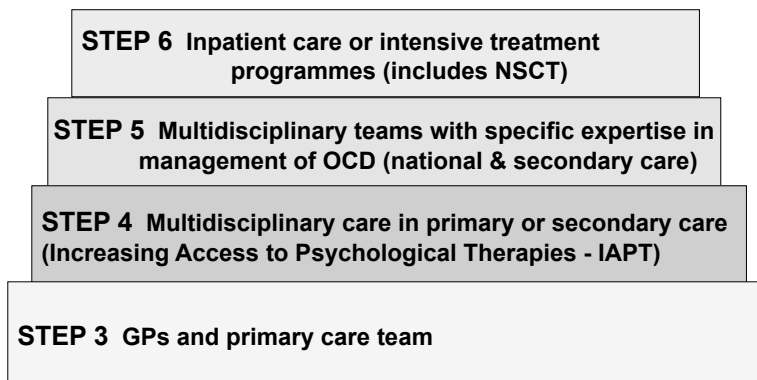 STEP 6 Inpatient care or intensive treatment
programmes (includes NSCT)
STEP 5 Multidisciplinary teams with specific expertise in
management of OCD (national & secondary care)
STEP 4 Multidisciplinary care in primary or secondary care
(Increasing Access to Psychological Therapies - IAPT)
STEP 3 GPs and primary care team